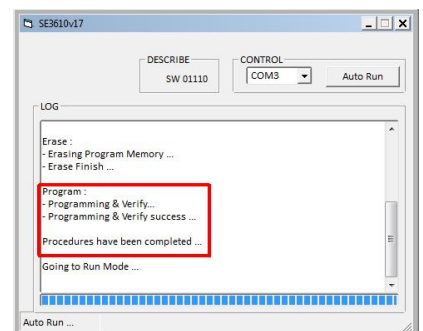 SE3610v17
DESCRIBE
SW 01110
CONTROL
COM3
Auto Run
LOG
Erase :
- Erasing Program Memory ...
- Erase Finish ...
Program :
- Programming & Verify...
- Programming & Verify success ...
Procedures have been completed ...
Going to Run Mode ...
Auto Run ...